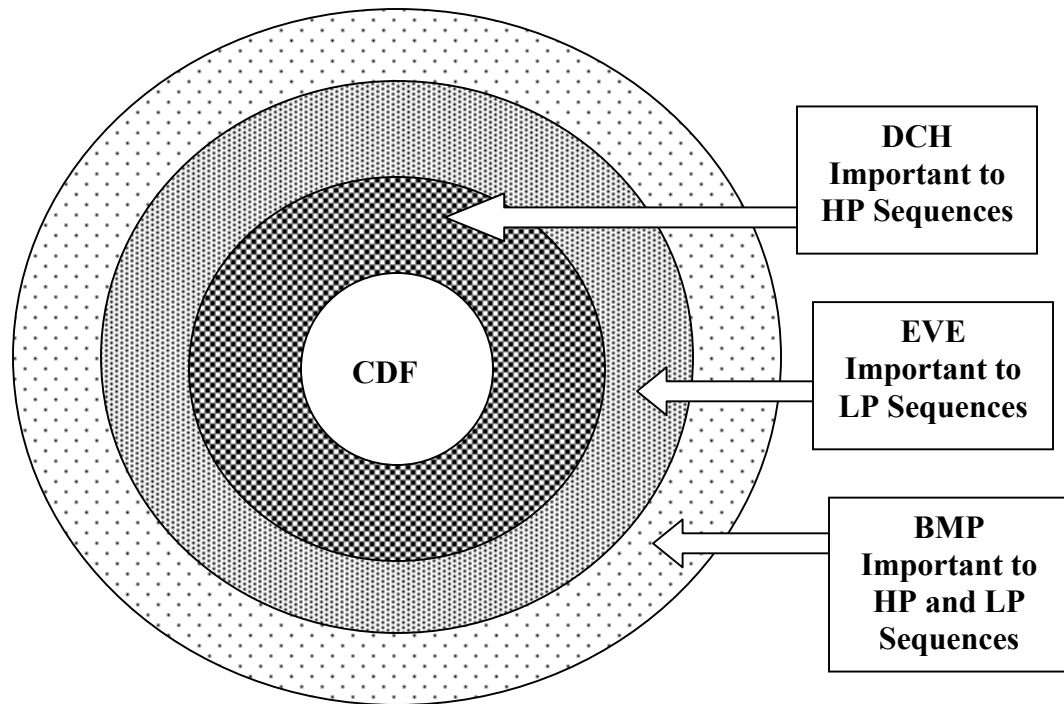 DCH
Important to
HP Sequences
CDF
EVE
Important to
LP Sequences
BMP
Important to
HP and LP
Sequences